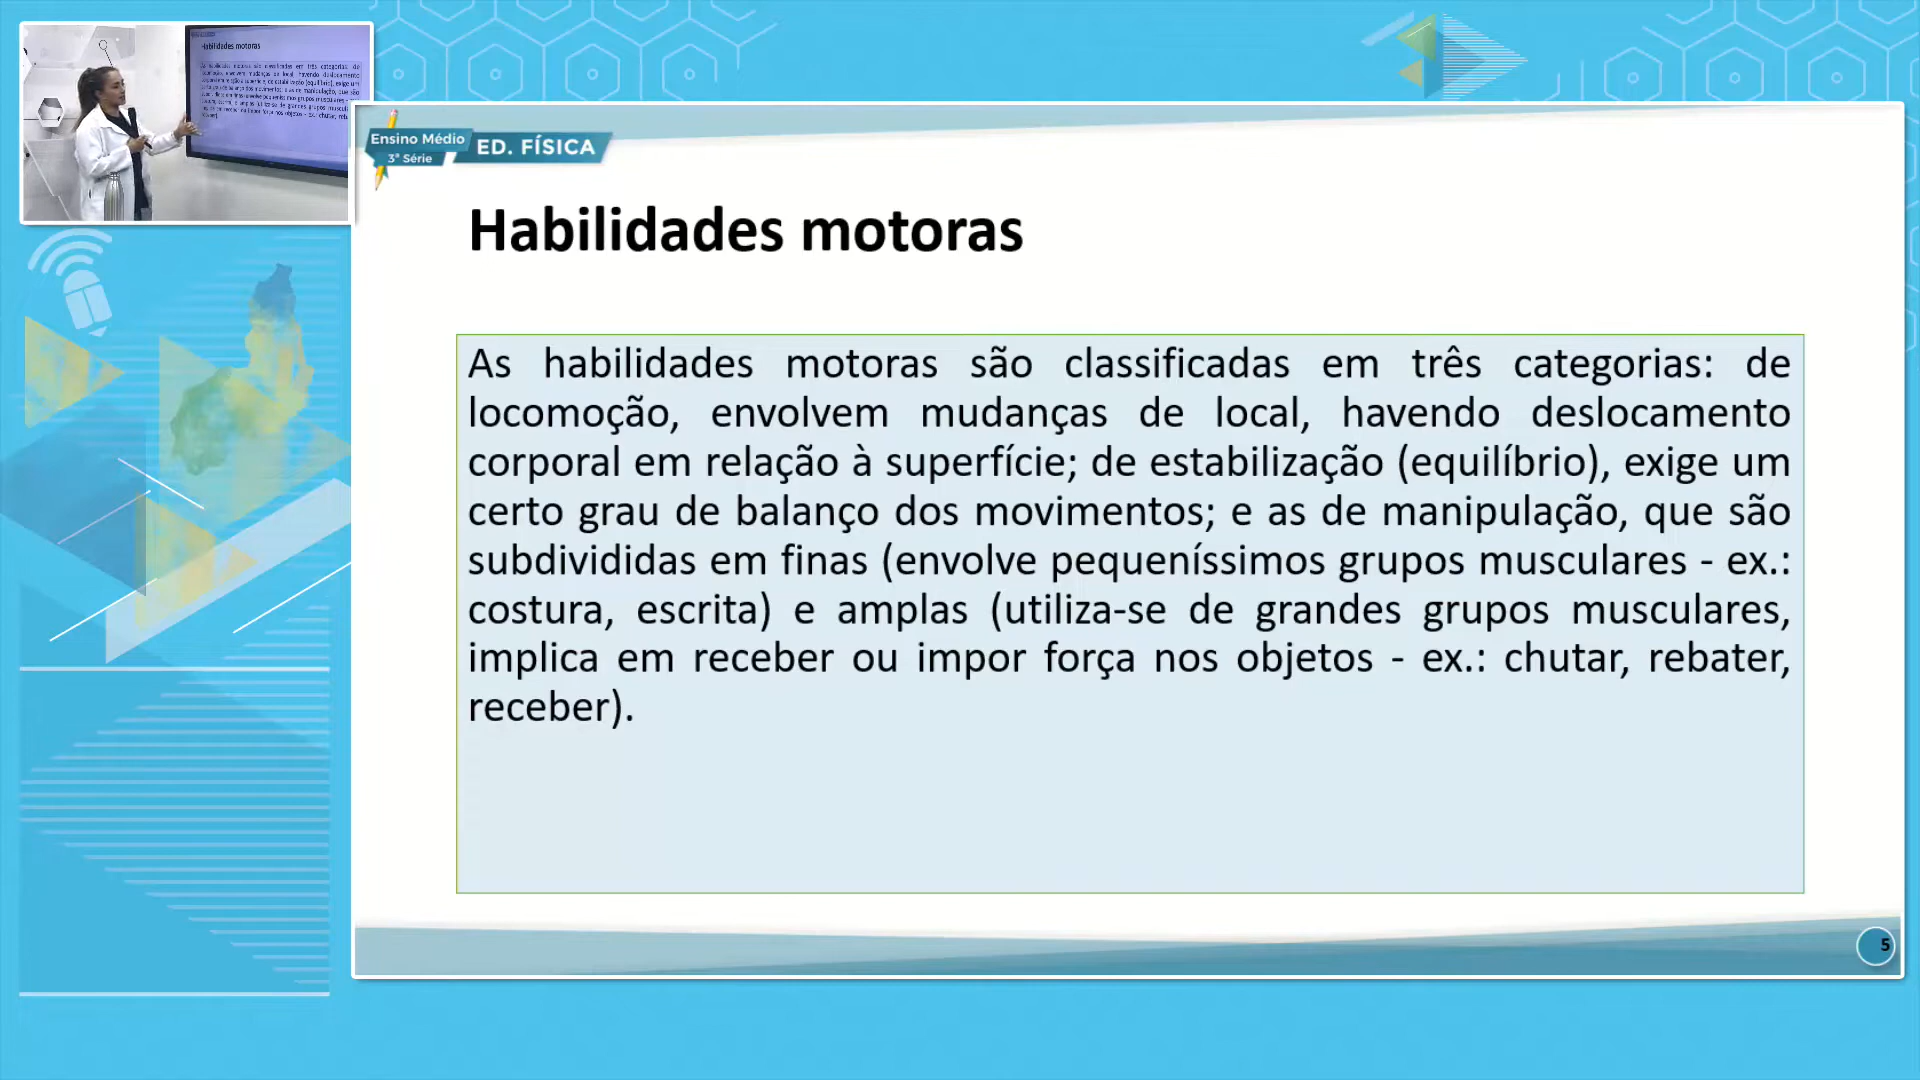 Habilidades motoras
Ensino Médio
3ª Série
ED. FÍSICA
Habilidades motoras
As habilidades motoras são classificadas em três categorias: de
locomoção, envolvem mudanças de local, havendo deslocamento
corporal em relação à superfície; de estabilização (equilíbrio), exige um
certo grau de balanço dos movimentos; e as de manipulação, que são
subdivididas em finas (envolve pequeníssimos grupos musculares - ex.:
costura, escrita) e amplas (utiliza-se de grandes grupos musculares,
implica em receber ou impor força nos objetos - ex.: chutar, rebater,
receber).
5